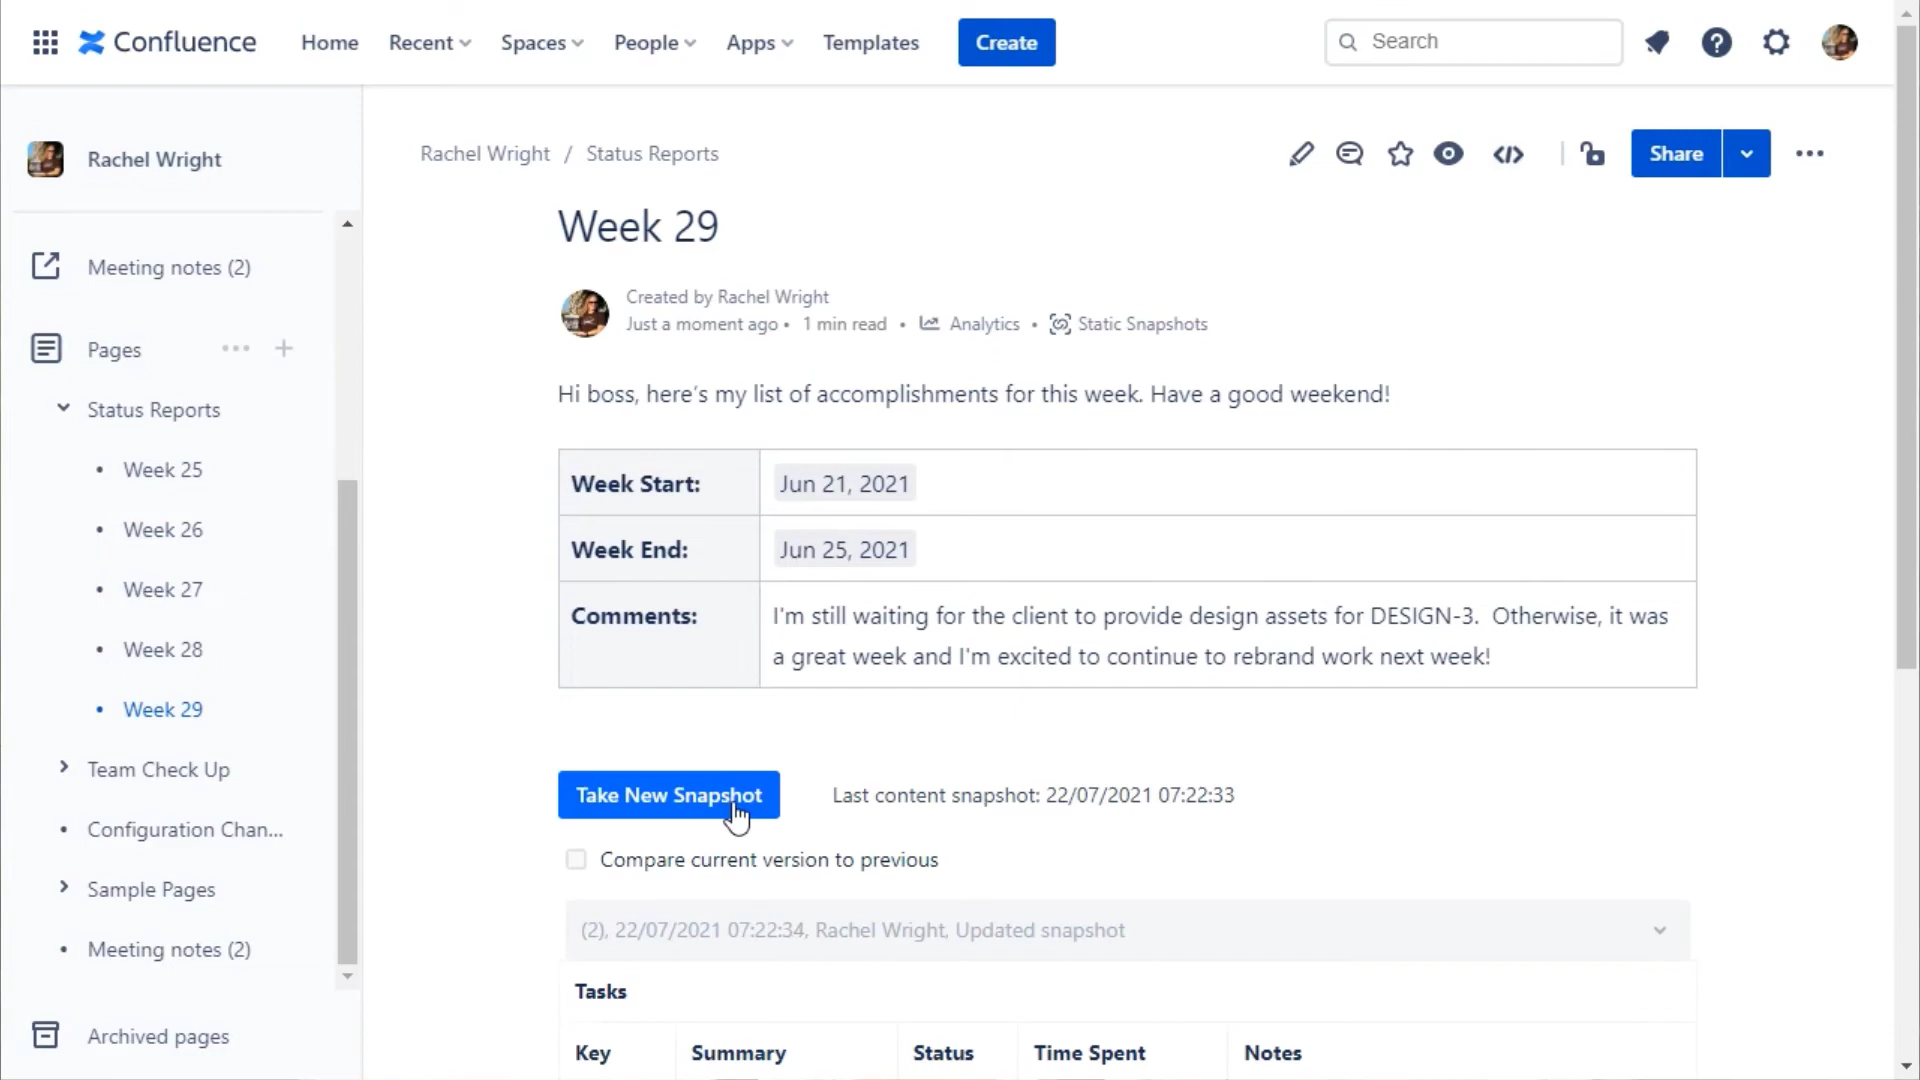 Confluence
Home
Recent
Spaces
People
Apps
Templates
Create
Search
Rachel Wright
Meeting notes (2)
Pages
Status Reports
Week 25
Week 26
Week 27
Week 28
Week 29
Team Check Up
Configuration Chan...
Sample Pages
Meeting notes (2)
Archived pages
Rachel Wright / Status Reports
Share
Week 29
Created by Rachel Wright
Just a moment ago • 1 min read • Analytics • Static Snapshots
Hi boss, here's my list of accomplishments for this week. Have a good weekend!
Week Start: Jun 21, 2021
Week End: Jun 25, 2021
Comments: I'm still waiting for the client to provide design assets for DESIGN-3. Otherwise, it was
a great week and I'm excited to continue to rebrand work next week!
Take New Snapshot
Last content snapshot: 22/07/2021 07:22:33
Compare current version to previous
(2), 22/07/2021 07:22:34, Rachel Wright, Updated snapshot
Tasks
Key Summary Status Time Spent Notes